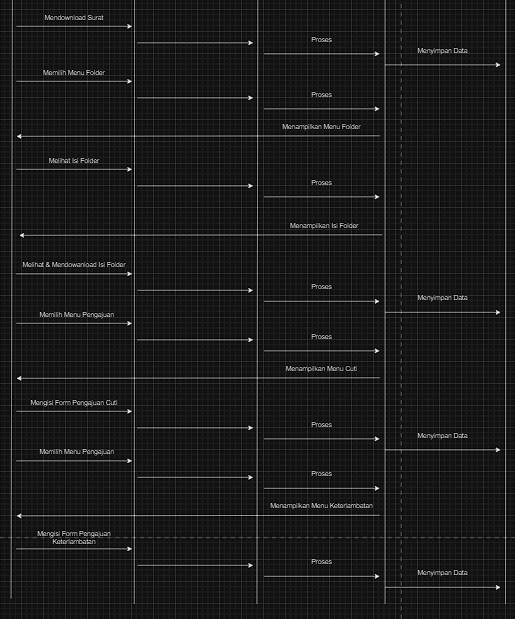 Mendownload Surat
Proses
Menyimpan Data
Memilih Menu Folder
Proses
Menampilkan Menu Folder
Melihat Isi Folder
Proses
Menampilkan Isi Folder
Melihat & Mendowanload Isi Folder
Proses
Menyimpan Data
Memilih Menu Pengajuan
Proses
Menampilkan Menu Cuti
Mengisi Form Pengajuan Cuti
Proses
Menyimpan Data
Memilih Menu Pengajuan
Proses
Menampilkan Menu Keterlambatan
Mengisi Form Pengajuan
Keterlambatan
Proses
Menyimpan Data